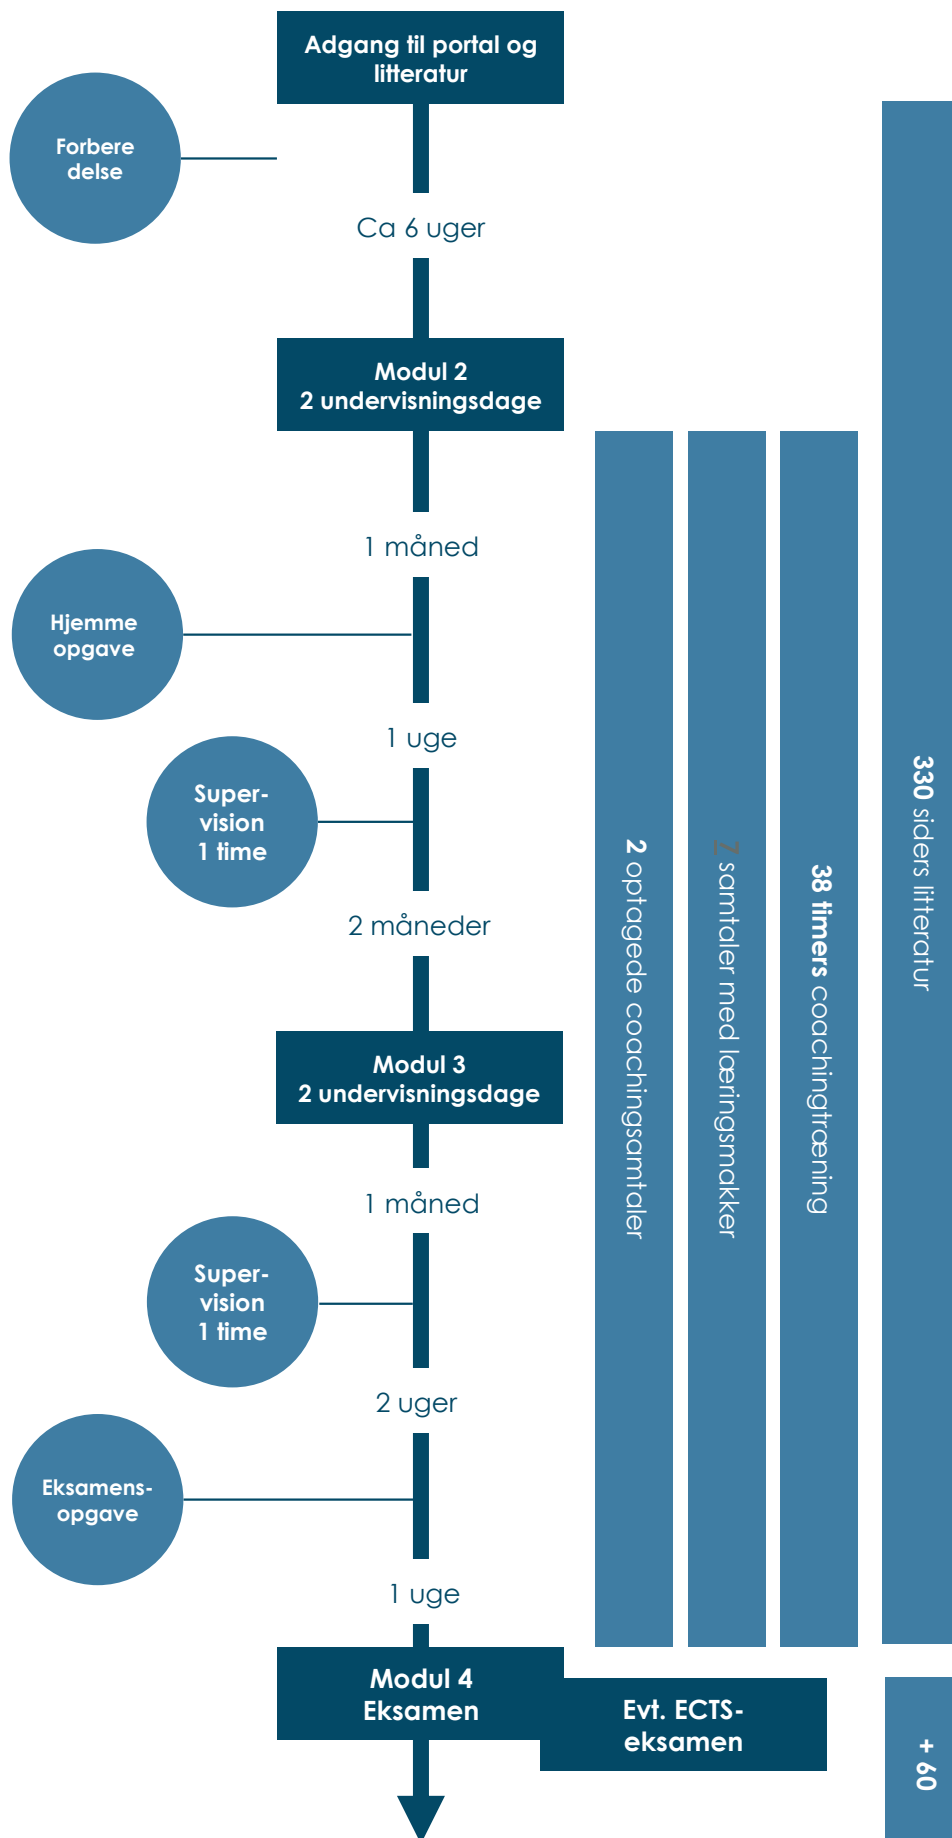 Adgang til portal og
litteratur
Forbere
delse
Ca 6 uger
Modul 2
2 undervisningsdage
1 måned
Hjemme
opgave
1 uge
Super-
vision
1 time
2 måneder
Modul 3
2 undervisningsdage
1 måned
Super-
vision
1 time
2 uger
Eksamens-
opgave
1 uge
Modul 4
Eksamen
Evt. ECTS-
eksamen
2 optagede coachingsamtaler
7 samtaler med læringsmakker
38 timers coachingtræning
330 siders litteratur
+ 60